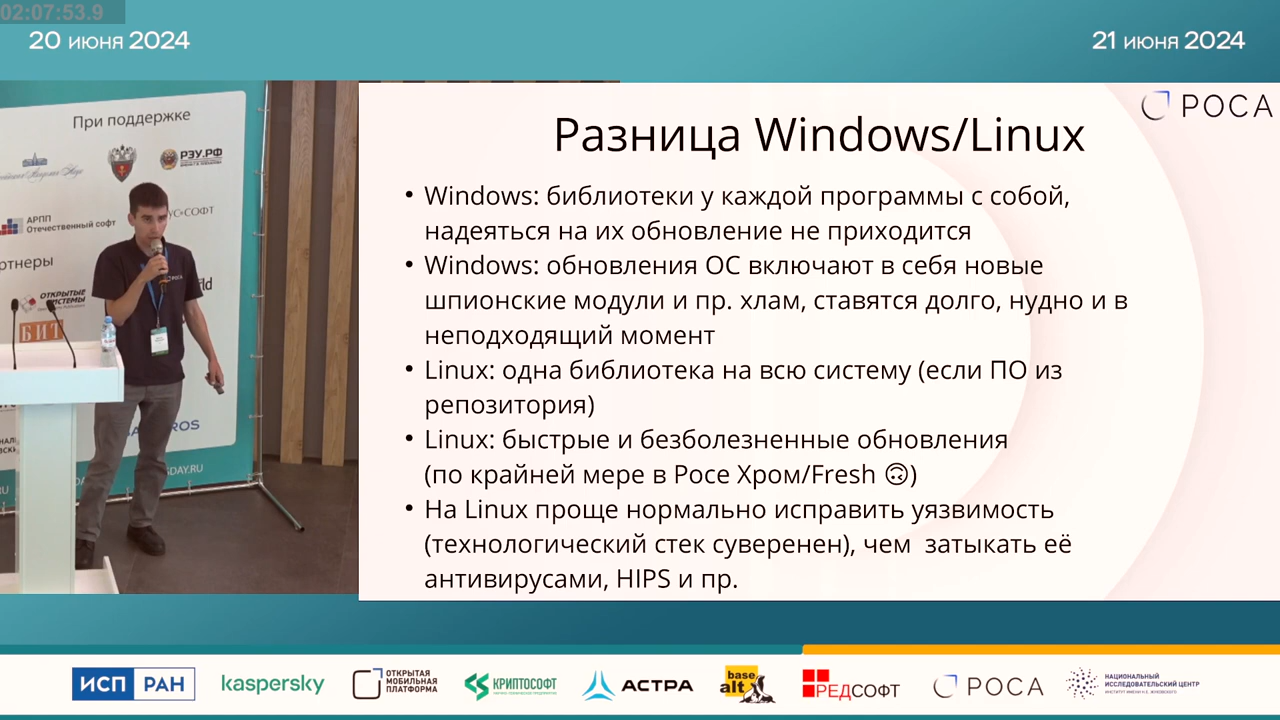 02:07:53.9
20 июня 2024
21 июня 2024
При поддержке
РЭУ.РФ
АРПП
Отечественный софт
УС•СОФТ
ртнеры
ОТКРЫТЫЕ
СИСТЕМЫ
БИТ
РОСА
Разница Windows/Linux
• Windows: библиотеки у каждой программы с собой,
надеяться на их обновление не приходится
• Windows: обновления ОС включают в себя новые
шпионские модули и пр. хлам, ставятся долго, нудно и в
неподходящий момент
• Linux: одна библиотека на всю систему (если ПО из
репозитория)
• Linux: быстрые и безболезненные обновления
(по крайней мере в Росе Хром/Fresh 🙃)
• На Linux проще нормально исправить уязвимость
(технологический стек суверенен), чем затыкать её
антивирусами, HIPS и пр.
ИСП РАН
kaspersky
ОТКРЫТАЯ
МОБИЛЬНАЯ
ПЛАТФОРМА
КРИПТОСОФТ
АСТРА
base
alt
РЕДСОФТ
РОСА
НАЦИОНАЛЬНЫЙ
ИССЛЕДОВАТЕЛЬСКИЙ ЦЕНТР